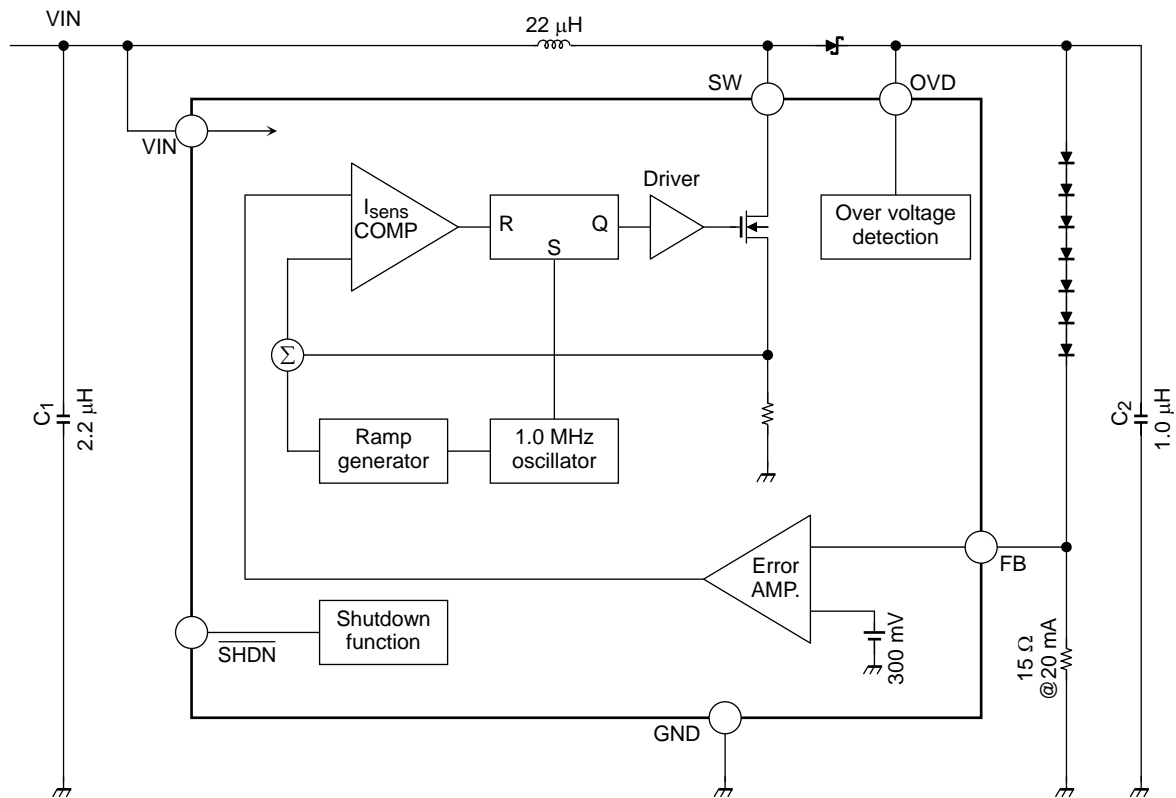 VIN
22 μH
SW
OVD
VIN
Driver
Isens
COMP
R
Q
S
Over voltage
detection
Σ
C1
2.2 μH
C2
1.0 μH
Ramp
generator
1.0 MHz
oscillator
Error
AMP.
FB
300 mV
SHDN
Shutdown
function
15 Ω
@20 mA
GND